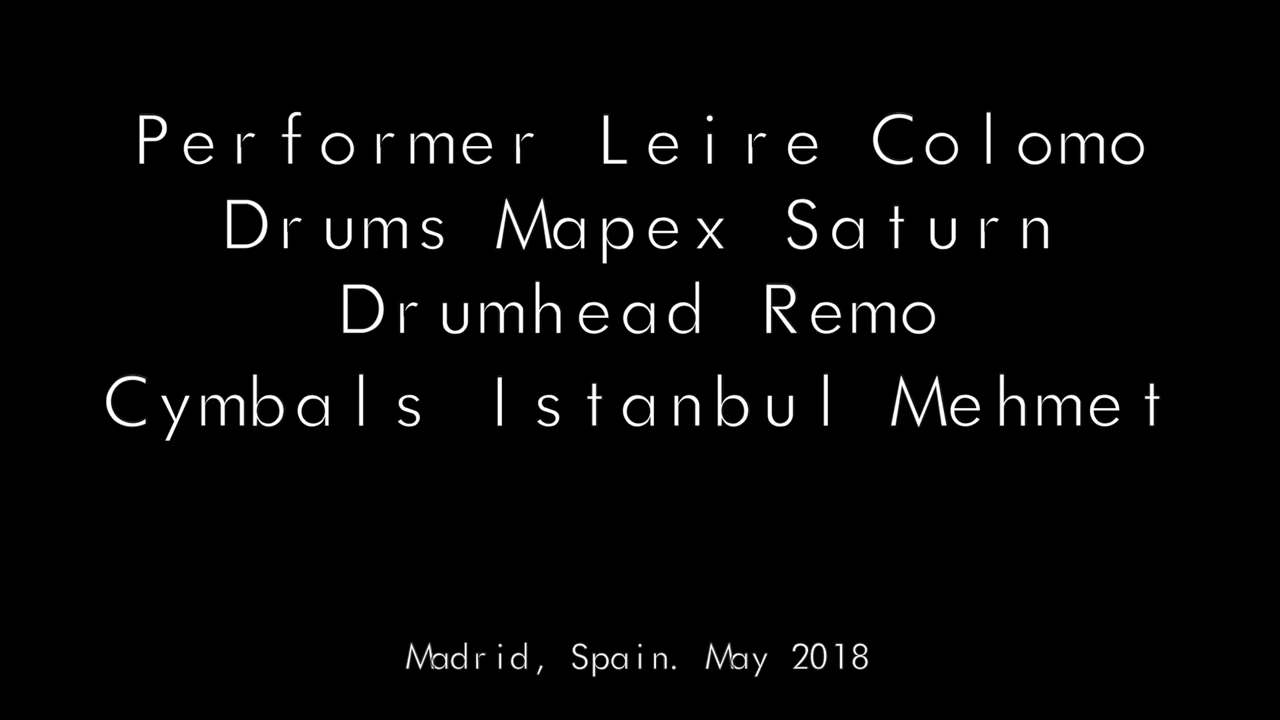 Performer Leire Colomo
Drums Mapex Saturn
Drumhead Remo
Cymbals Istanbul Mehmet
Madrid, Spain. May 2018